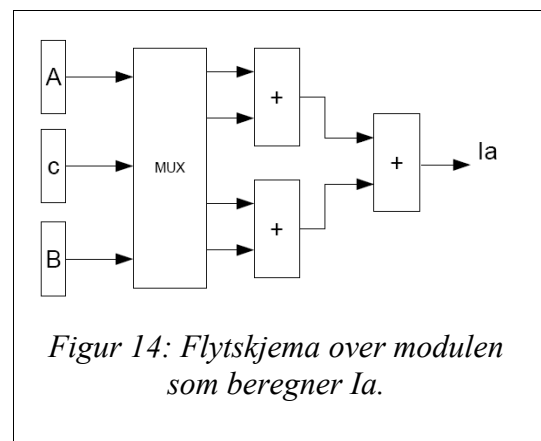 A
c
B
MUX
+
+
+
Ia
Figur 14: Flytskjema over modulen
som beregner Ia.